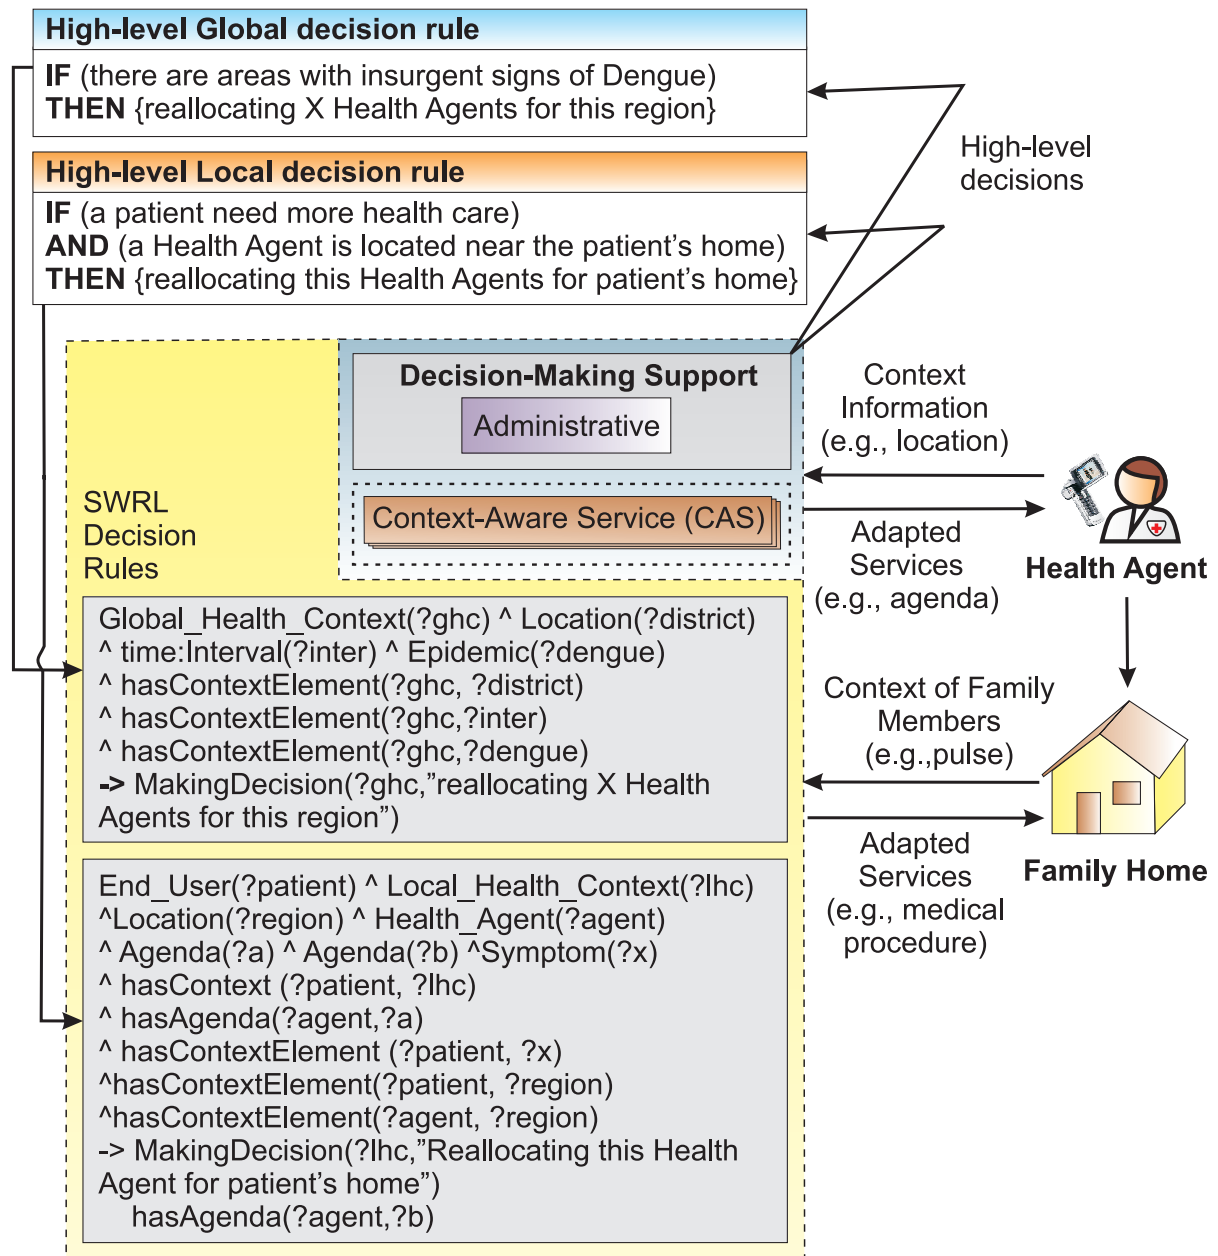 High-level Global decision rule
IF (there are areas with insurgent signs of Dengue)
THEN {reallocating X Health Agents for this region}
High-level Local decision rule
IF (a patient need more health care)
AND (a Health Agent is located near the patient's home)
THEN {reallocating this Health Agents for patient's home}
High-level
decisions
Decision-Making Support
Administrative
Context-Aware Service (CAS)
SWRL
Decision
Rules
Context
Information
(e.g., location)
Adapted
Services
(e.g., agenda)
Health Agent
Global_Health_Context(?ghc) ^ Location(?district)
^ time:Interval(?inter) ^ Epidemic(?dengue)
^ hasContextElement(?ghc, ?district)
^ hasContextElement(?ghc,?inter)
^ hasContextElement(?ghc,?dengue)
-> MakingDecision(?ghc,”reallocating X Health
Agents for this region”)
Context of Family
Members
(e.g.,pulse)
Adapted
Services
(e.g., medical
procedure)
Family Home
End_User(?patient) ^ Local_Health_Context(?lhc)
^Location(?region) ^ Health_Agent(?agent)
^ Agenda(?a) ^ Agenda(?b) ^Symptom(?x)
^ hasContext (?patient, ?lhc)
^ hasAgenda(?agent,?a)
^ hasContextElement (?patient, ?x)
^hasContextElement(?patient, ?region)
^hasContextElement(?agent, ?region)
-> MakingDecision(?lhc,”Reallocating this Health
Agent for patient's home”)
hasAgenda(?agent,?b)